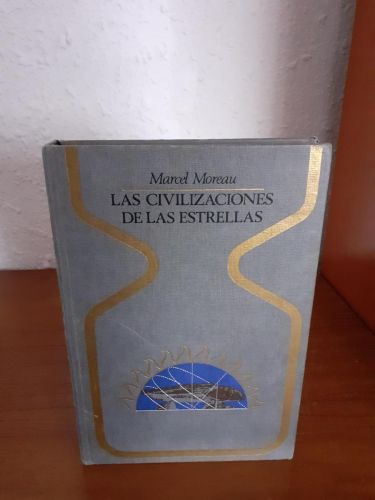 Marcel Moreau
LAS CIVILIZACIONES
DE LAS ESTRELLAS